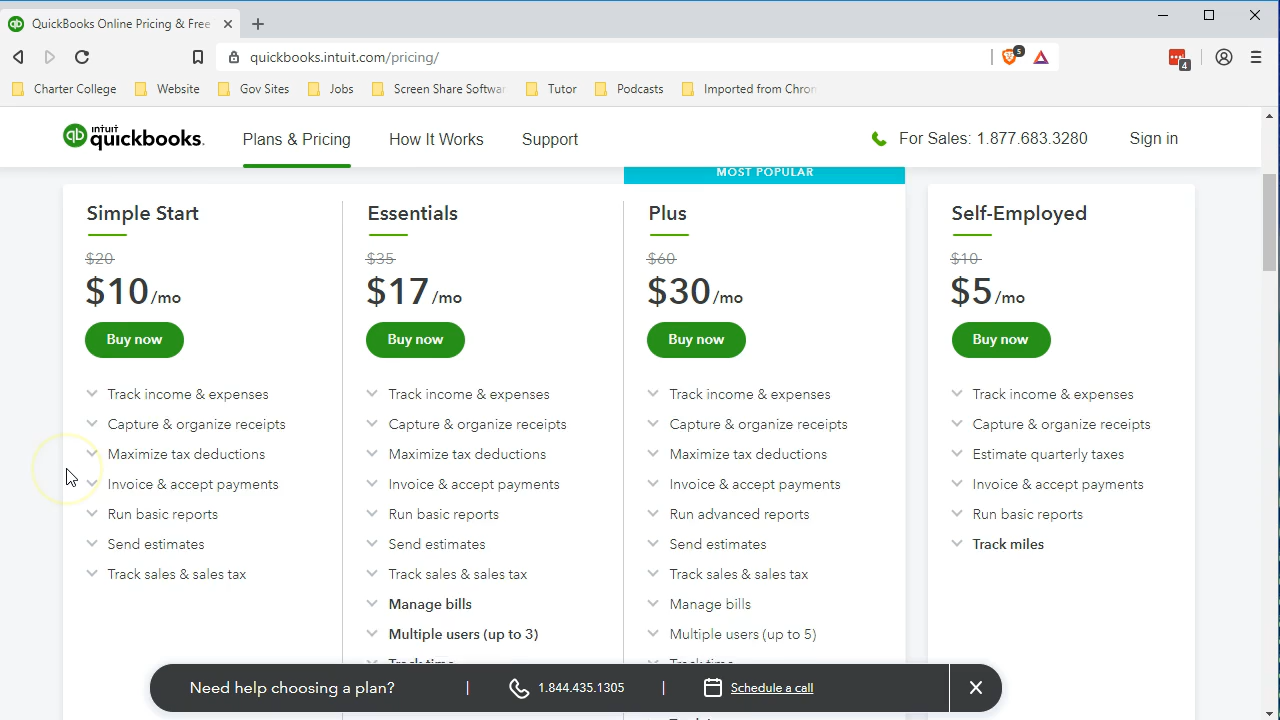 QuickBooks Online Pricing & Free
quickbooks.intuit.com/pricing/
5
4
Charter College
Website
Gov Sites
Jobs
Screen Share Softwar
Tutor
Podcasts
Imported from Chron
intuit
quickbooks.
Plans & Pricing
How It Works
Support
For Sales: 1.877.683.3280
Sign in
MOST POPULAR
Simple Start
$20
$10/mo
Buy now
Track income & expenses
Capture & organize receipts
Maximize tax deductions
Invoice & accept payments
Run basic reports
Send estimates
Track sales & sales tax
Essentials
$35
$17/mo
Buy now
Track income & expenses
Capture & organize receipts
Maximize tax deductions
Invoice & accept payments
Run basic reports
Send estimates
Track sales & sales tax
Manage bills
Multiple users (up to 3)
Track time
Plus
$60
$30/mo
Buy now
Track income & expenses
Capture & organize receipts
Maximize tax deductions
Invoice & accept payments
Run advanced reports
Send estimates
Track sales & sales tax
Manage bills
Multiple users (up to 5)
Track time
Self-Employed
$10
$5/mo
Buy now
Track income & expenses
Capture & organize receipts
Estimate quarterly taxes
Invoice & accept payments
Run basic reports
Track miles
Need help choosing a plan?
1.844.435.1305
Schedule a call